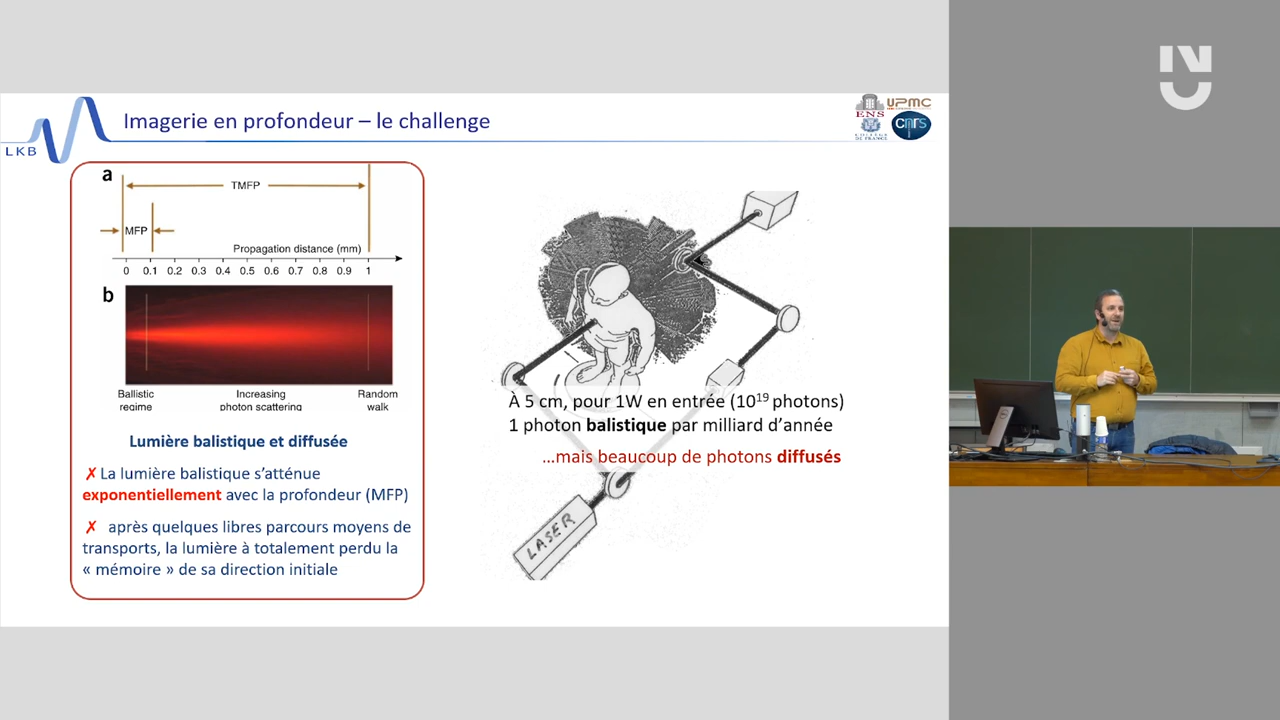 Imagerie en profondeur – le challenge
LKB
ENS
UPMC
cnrs
COLLÈGE
DE FRANCE
a
TMFP
MFP
Propagation distance (mm)
0 0.1 0.2 0.3 0.4 0.5 0.6 0.7 0.8 0.9 1
b
Ballistic
regime
Increasing
photon scattering
Random
walk
Lumière balistique et diffusée
✗ La lumière balistique s’atténue
exponentiellement avec la profondeur (MFP)
✗ après quelques libres parcours moyens de
transports, la lumière à totalement perdu la
« mémoire » de sa direction initiale
À 5 cm, pour 1W en entrée (10¹⁹ photons)
1 photon balistique par milliard d’année
…mais beaucoup de photons diffusés
LASER